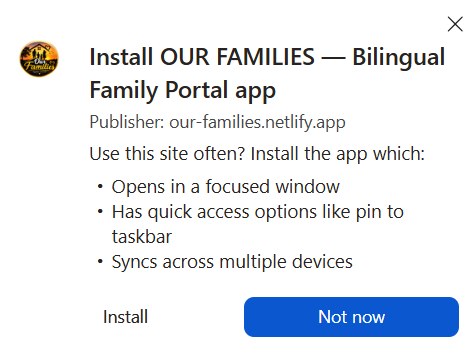 Our
Families
Install OUR FAMILIES — Bilingual
Family Portal app
Publisher: our-families.netlify.app
Use this site often? Install the app which:
• Opens in a focused window
• Has quick access options like pin to
taskbar
• Syncs across multiple devices
Install
Not now